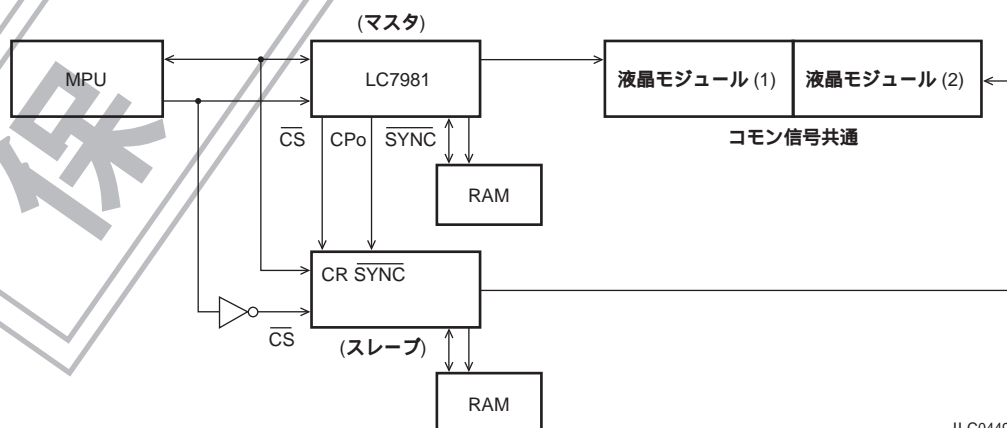 (マスタ)
MPU
LC7981
液晶モジュール (1)
液晶モジュール (2)
CS CPo SYNC
コモン信号共通
RAM
CR SYNC
CS
(スレーブ)
RAM
保